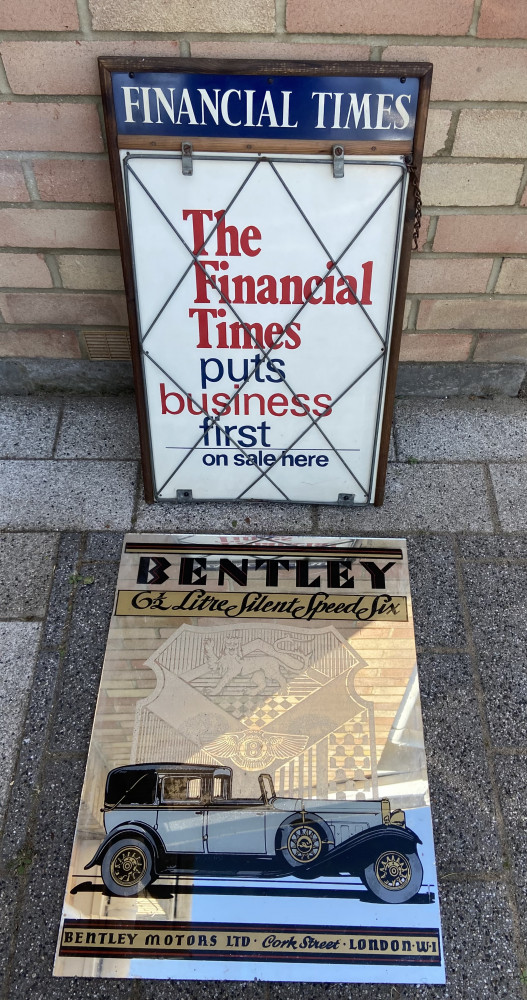 FINANCIAL TIMES
The
Financial
Times
puts
business
first
on sale here
BENTLEY
6½ Litre Silent Speed Six
B
BENTLEY MOTORS LTD · Cork Street · LONDON·W·1